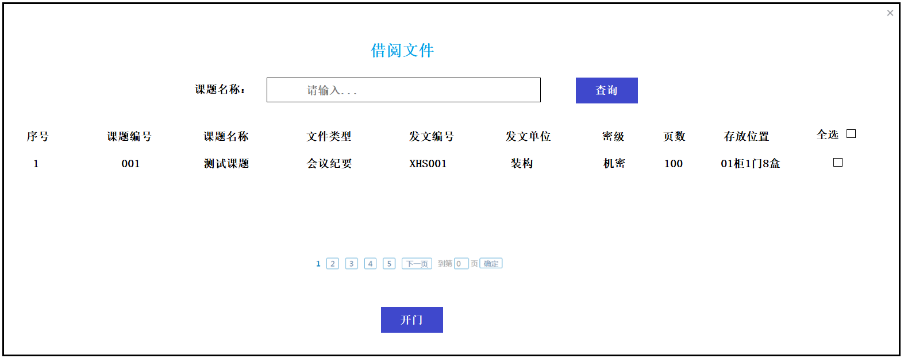 ×
借阅文件
课题名称： 请输入... 查询
序号 课题编号 课题名称 文件类型 发文编号 发文单位 密级 页数 存放位置 全选
1 001 测试课题 会议纪要 XHS001 装构 机密 100 01柜1门8盒
1 2 3 4 5 下一页 到第 0 页 确定
开门